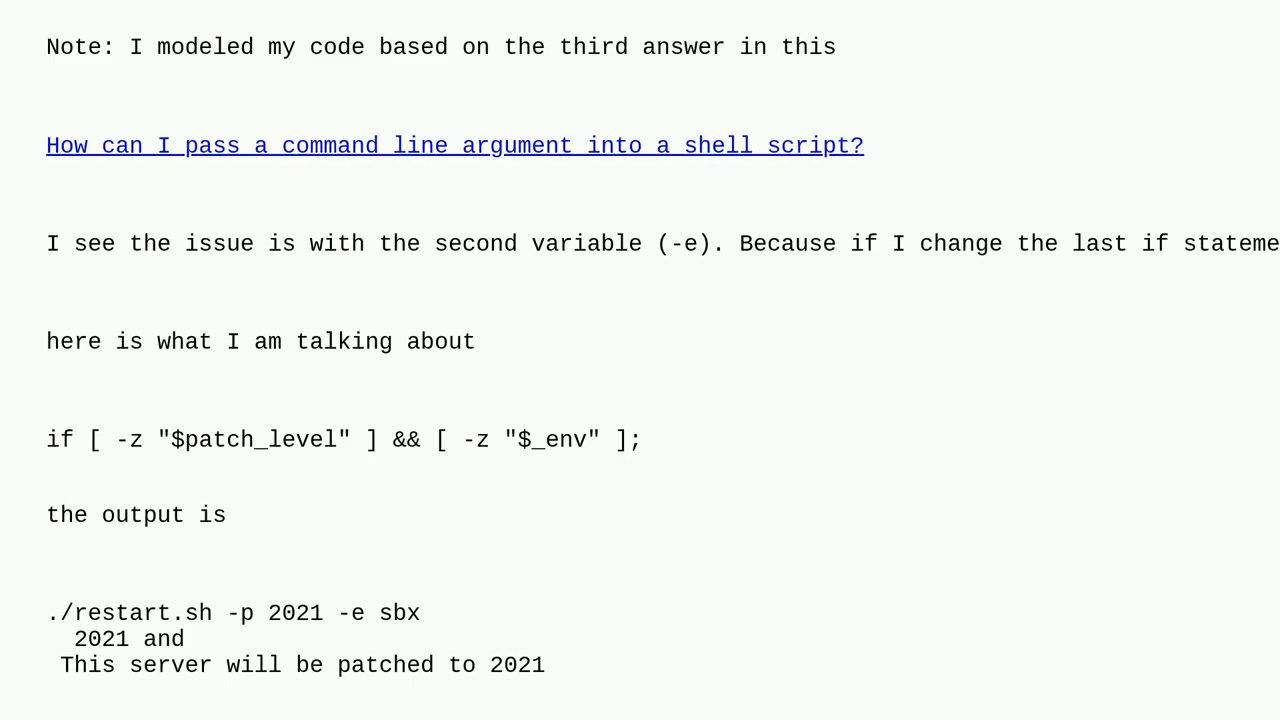 Note: I modeled my code based on the third answer in this
How can I pass a command line argument into a shell script?
I see the issue is with the second variable (-e). Because if I change the last if
here is what I am talking about
if [ -z "$patch_level" ] && [ -z "$_env" ];
the output is
./restart.sh -p 2021 -e sbx
2021 and
This server will be patched to 2021